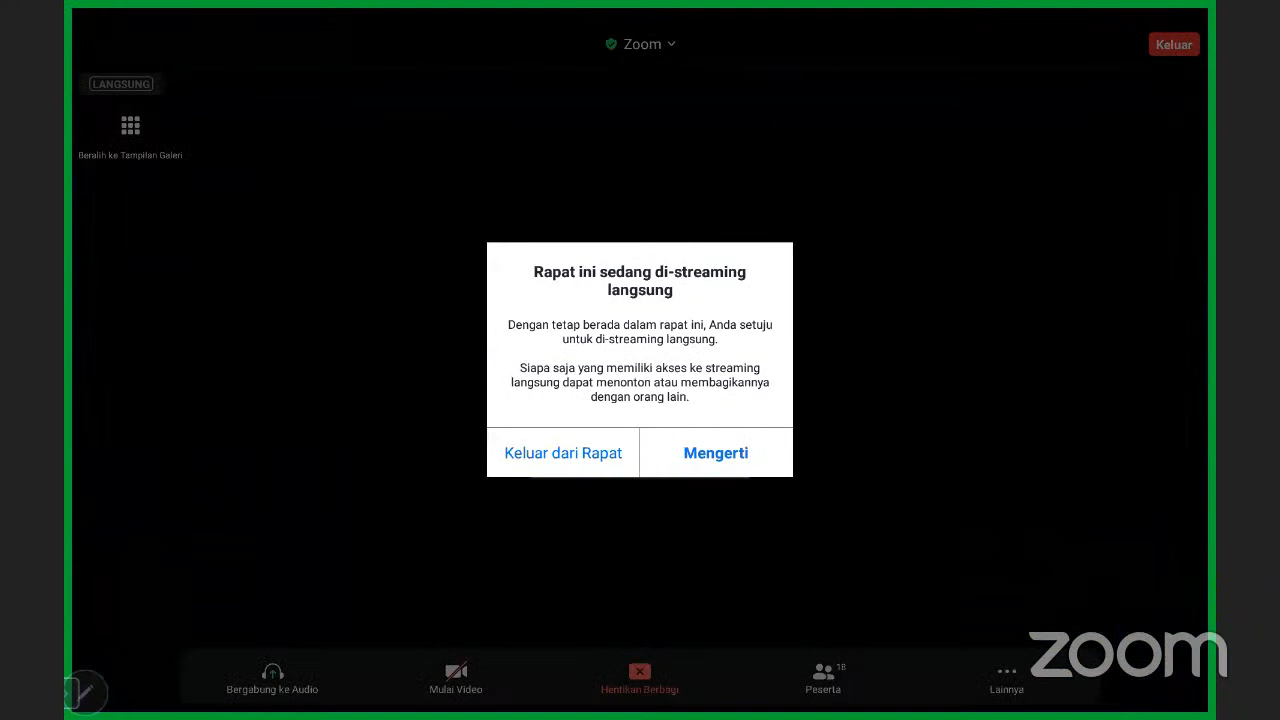 Zoom
Keluar
LANGSUNG
Beralih ke Tampilan Galeri
Rapat ini sedang di-streaming
langsung
Dengan tetap berada dalam rapat ini, Anda setuju
untuk di-streaming langsung.
Siapa saja yang memiliki akses ke streaming
langsung dapat menonton atau membagikannya
dengan orang lain.
Keluar dari Rapat
Mengerti
zoom
Bergabung ke Audio
Mulai Video
Hentikan Berbagi
18
Peserta
Lainnya